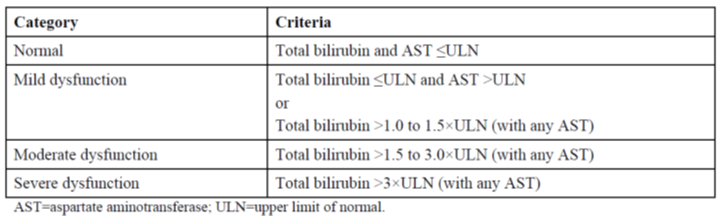 Category Criteria
Normal Total bilirubin and AST ≤ULN
Mild dysfunction Total bilirubin ≤ULN and AST >ULN
or
Total bilirubin >1.0 to 1.5×ULN (with any AST)
Moderate dysfunction Total bilirubin >1.5 to 3.0×ULN (with any AST)
Severe dysfunction Total bilirubin >3×ULN (with any AST)
AST=aspartate aminotransferase; ULN=upper limit of normal.